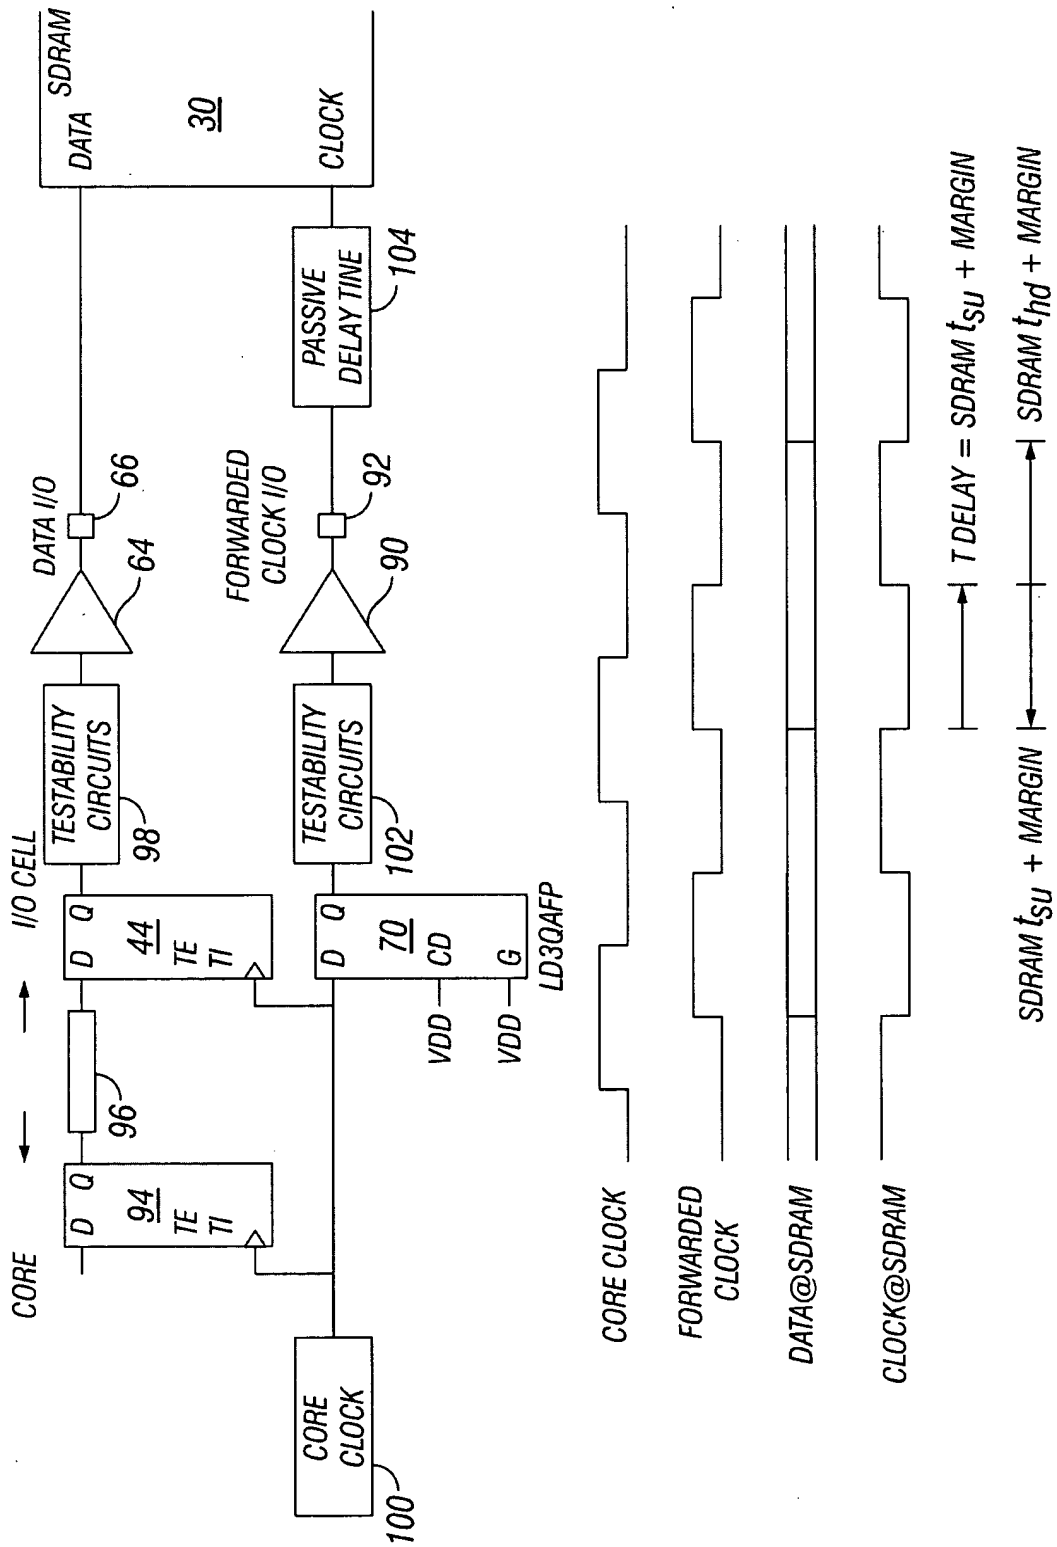 CORE
I/O CELL
D Q
94
TE
TI
96
D Q
44
TE
TI
TESTABILITY
CIRCUITS
98
64
DATA I/O
66
SDRAM
DATA
30
CLOCK
CORE
CLOCK
100
D Q
70
CD
G
VDD
VDD
LD3QAFP
TESTABILITY
CIRCUITS
102
90
FORWARDED
CLOCK I/O
92
PASSIVE
DELAY TINE
104
CORE CLOCK
FORWARDED
CLOCK
DATA@SDRAM
CLOCK@SDRAM
T DELAY = SDRAM tsu + MARGIN
SDRAM tsu + MARGIN
SDRAM thd + MARGIN